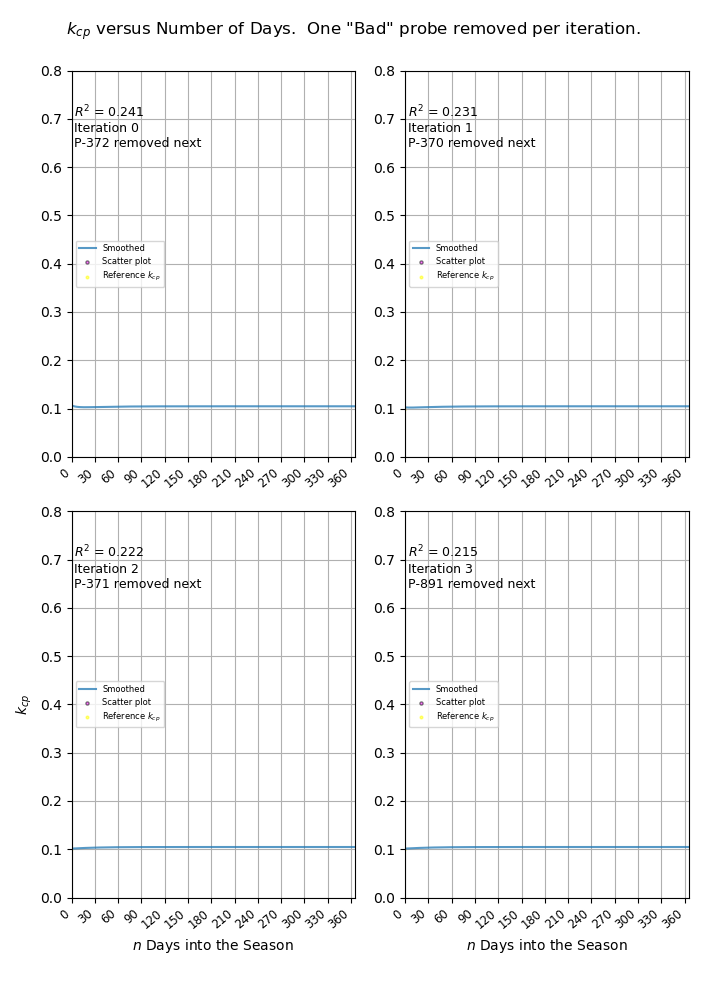 k_cp versus Number of Days.  One "Bad" probe removed per iteration.
0.8
0.7
0.6
0.5
0.4
0.3
0.2
0.1
0.0
R² = 0.241
Iteration 0
P-372 removed next
Smoothed
Scatter plot
Reference k_cp
0 30 60 90 120 150 180 210 240 270 300 330 360
0.8
0.7
0.6
0.5
0.4
0.3
0.2
0.1
0.0
R² = 0.231
Iteration 1
P-370 removed next
Smoothed
Scatter plot
Reference k_cp
0 30 60 90 120 150 180 210 240 270 300 330 360
k_cp
0.8
0.7
0.6
0.5
0.4
0.3
0.2
0.1
0.0
R² = 0.222
Iteration 2
P-371 removed next
Smoothed
Scatter plot
Reference k_cp
0 30 60 90 120 150 180 210 240 270 300 330 360
n Days into the Season
0.8
0.7
0.6
0.5
0.4
0.3
0.2
0.1
0.0
R² = 0.215
Iteration 3
P-891 removed next
Smoothed
Scatter plot
Reference k_cp
0 30 60 90 120 150 180 210 240 270 300 330 360
n Days into the Season